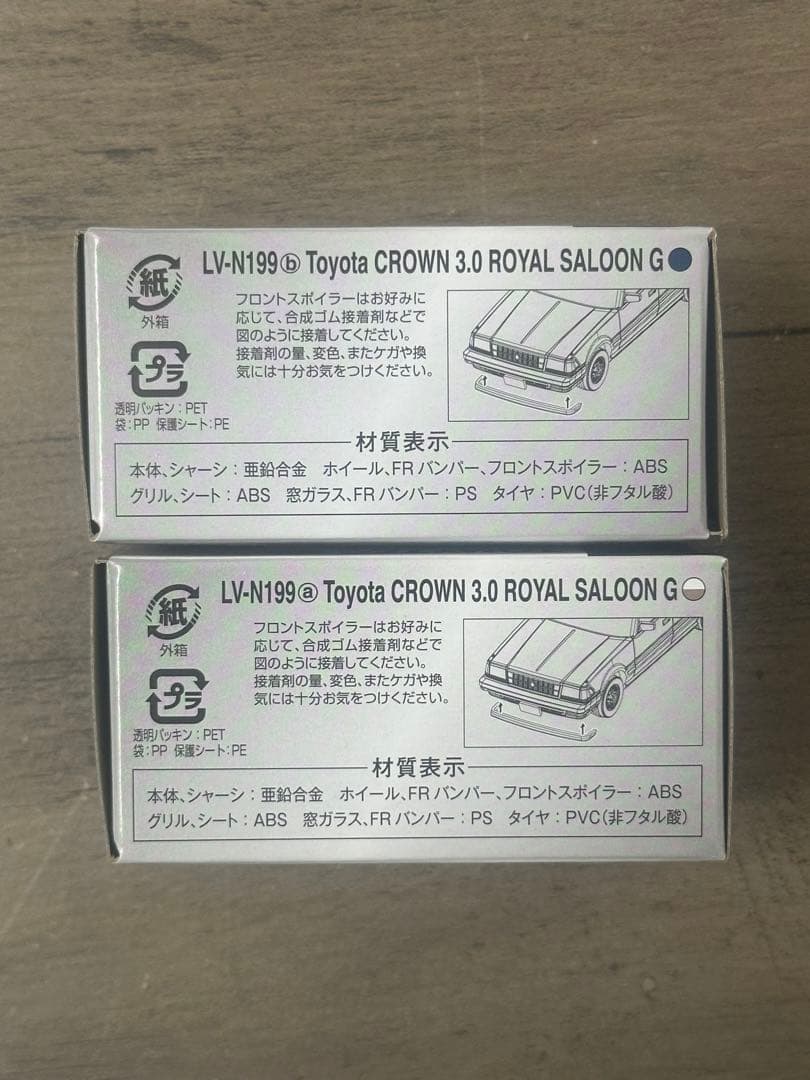 LV-N199ⓑ Toyota CROWN 3.0 ROYAL SALOON G
紙
外箱
プラ
透明パッキン：PET
袋：PP 保護シート：PE
フロントスポイラーはお好みに
応じて、合成ゴム接着剤などで
図のように接着してください。
接着剤の量、変色、またケガや換
気には十分お気をつけください。
材質表示
本体、シャーシ：亜鉛合金 ホイール、FRバンパー、フロントスポイラー：ABS
グリル、シート：ABS 窓ガラス、FRバンパー：PS タイヤ：PVC（非フタル酸）
LV-N199ⓐ Toyota CROWN 3.0 ROYAL SALOON G
紙
外箱
プラ
透明パッキン：PET
袋：PP 保護シート：PE
フロントスポイラーはお好みに
応じて、合成ゴム接着剤などで
図のように接着してください。
接着剤の量、変色、またケガや換
気には十分お気をつけください。
材質表示
本体、シャーシ：亜鉛合金 ホイール、FRバンパー、フロントスポイラー：ABS
グリル、シート：ABS 窓ガラス、FRバンパー：PS タイヤ：PVC（非フタル酸）